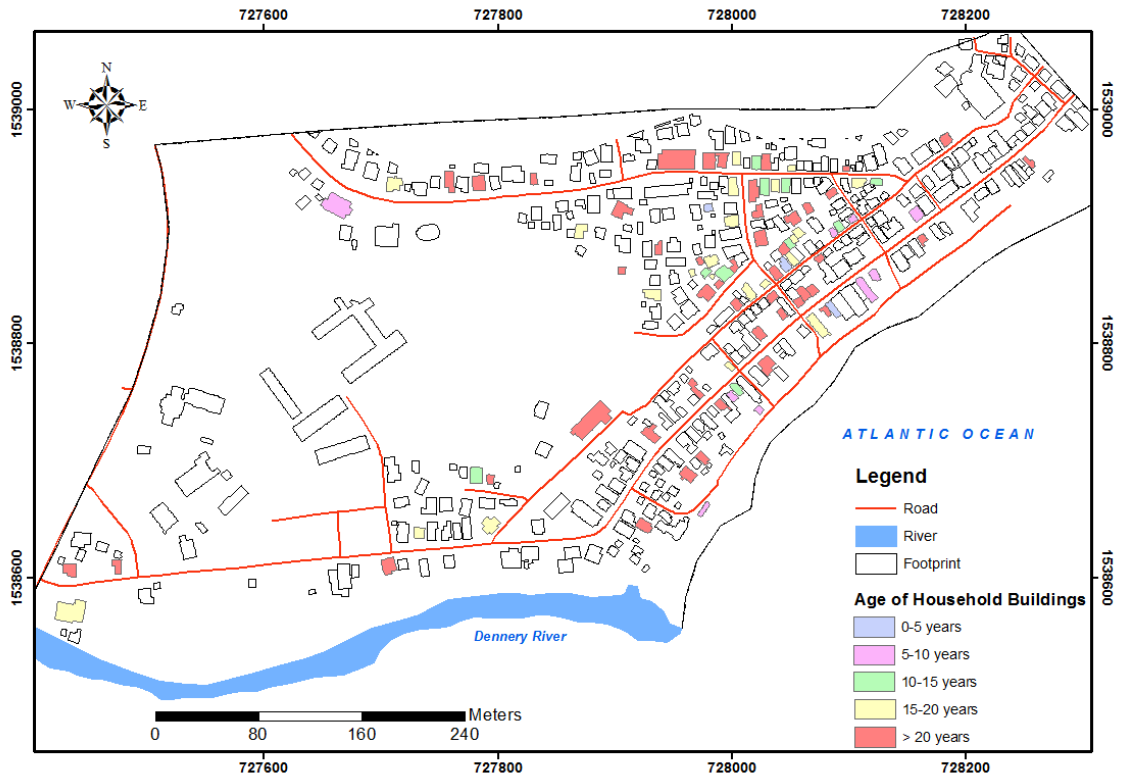 727600 727800 728000 728200
N
W E
S
1539000 1539000
1538800 1538800
1538600 1538600
ATLANTIC OCEAN
Legend
Road
River
Footprint
Age of Household Buildings
0-5 years
5-10 years
10-15 years
15-20 years
> 20 years
Dennery River
Meters
0 80 160 240
727600 727800 728000 728200